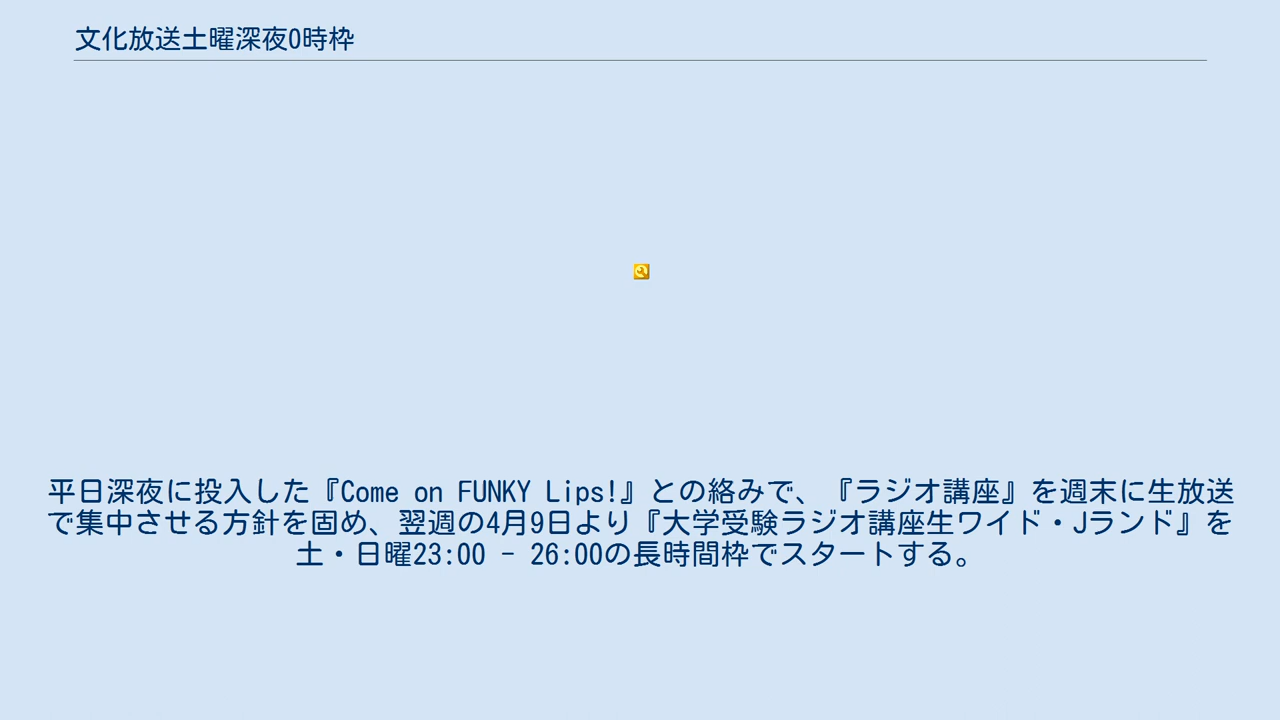 文化放送土曜深夜0時枠
平日深夜に投入した『Come on FUNKY Lips!』との絡みで、『ラジオ講座』を週末に生放送
で集中させる方針を固め、翌週の4月9日より『大学受験ラジオ講座生ワイド・Jランド』を
土・日曜23:00 - 26:00の長時間枠でスタートする。